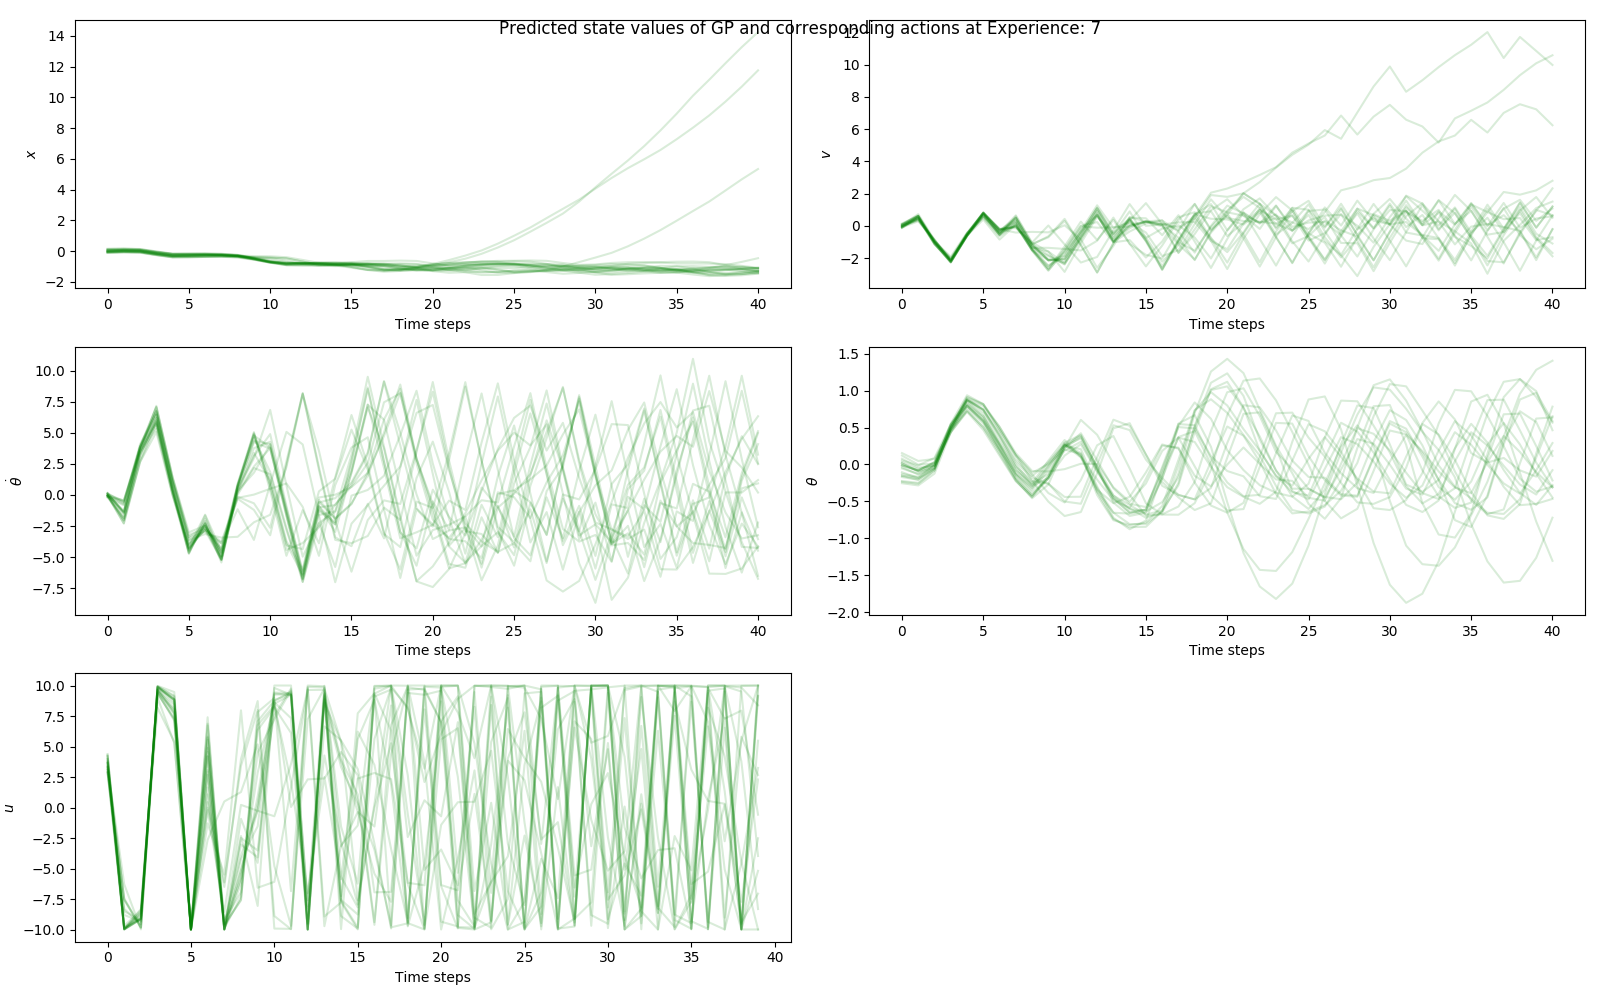 Predicted state values of GP and corresponding actions at Experience: 7
14
12
10
8
6
4
2
0
−2
x
0 5 10 15 20 25 30 35 40
Time steps
12
10
8
6
4
2
0
−2
v
0 5 10 15 20 25 30 35 40
Time steps
10.0
7.5
5.0
2.5
0.0
−2.5
−5.0
−7.5
θ̇
0 5 10 15 20 25 30 35 40
Time steps
1.5
1.0
0.5
0.0
−0.5
−1.0
−1.5
−2.0
θ
0 5 10 15 20 25 30 35 40
Time steps
10.0
7.5
5.0
2.5
0.0
−2.5
−5.0
−7.5
−10.0
u
0 5 10 15 20 25 30 35 40
Time steps